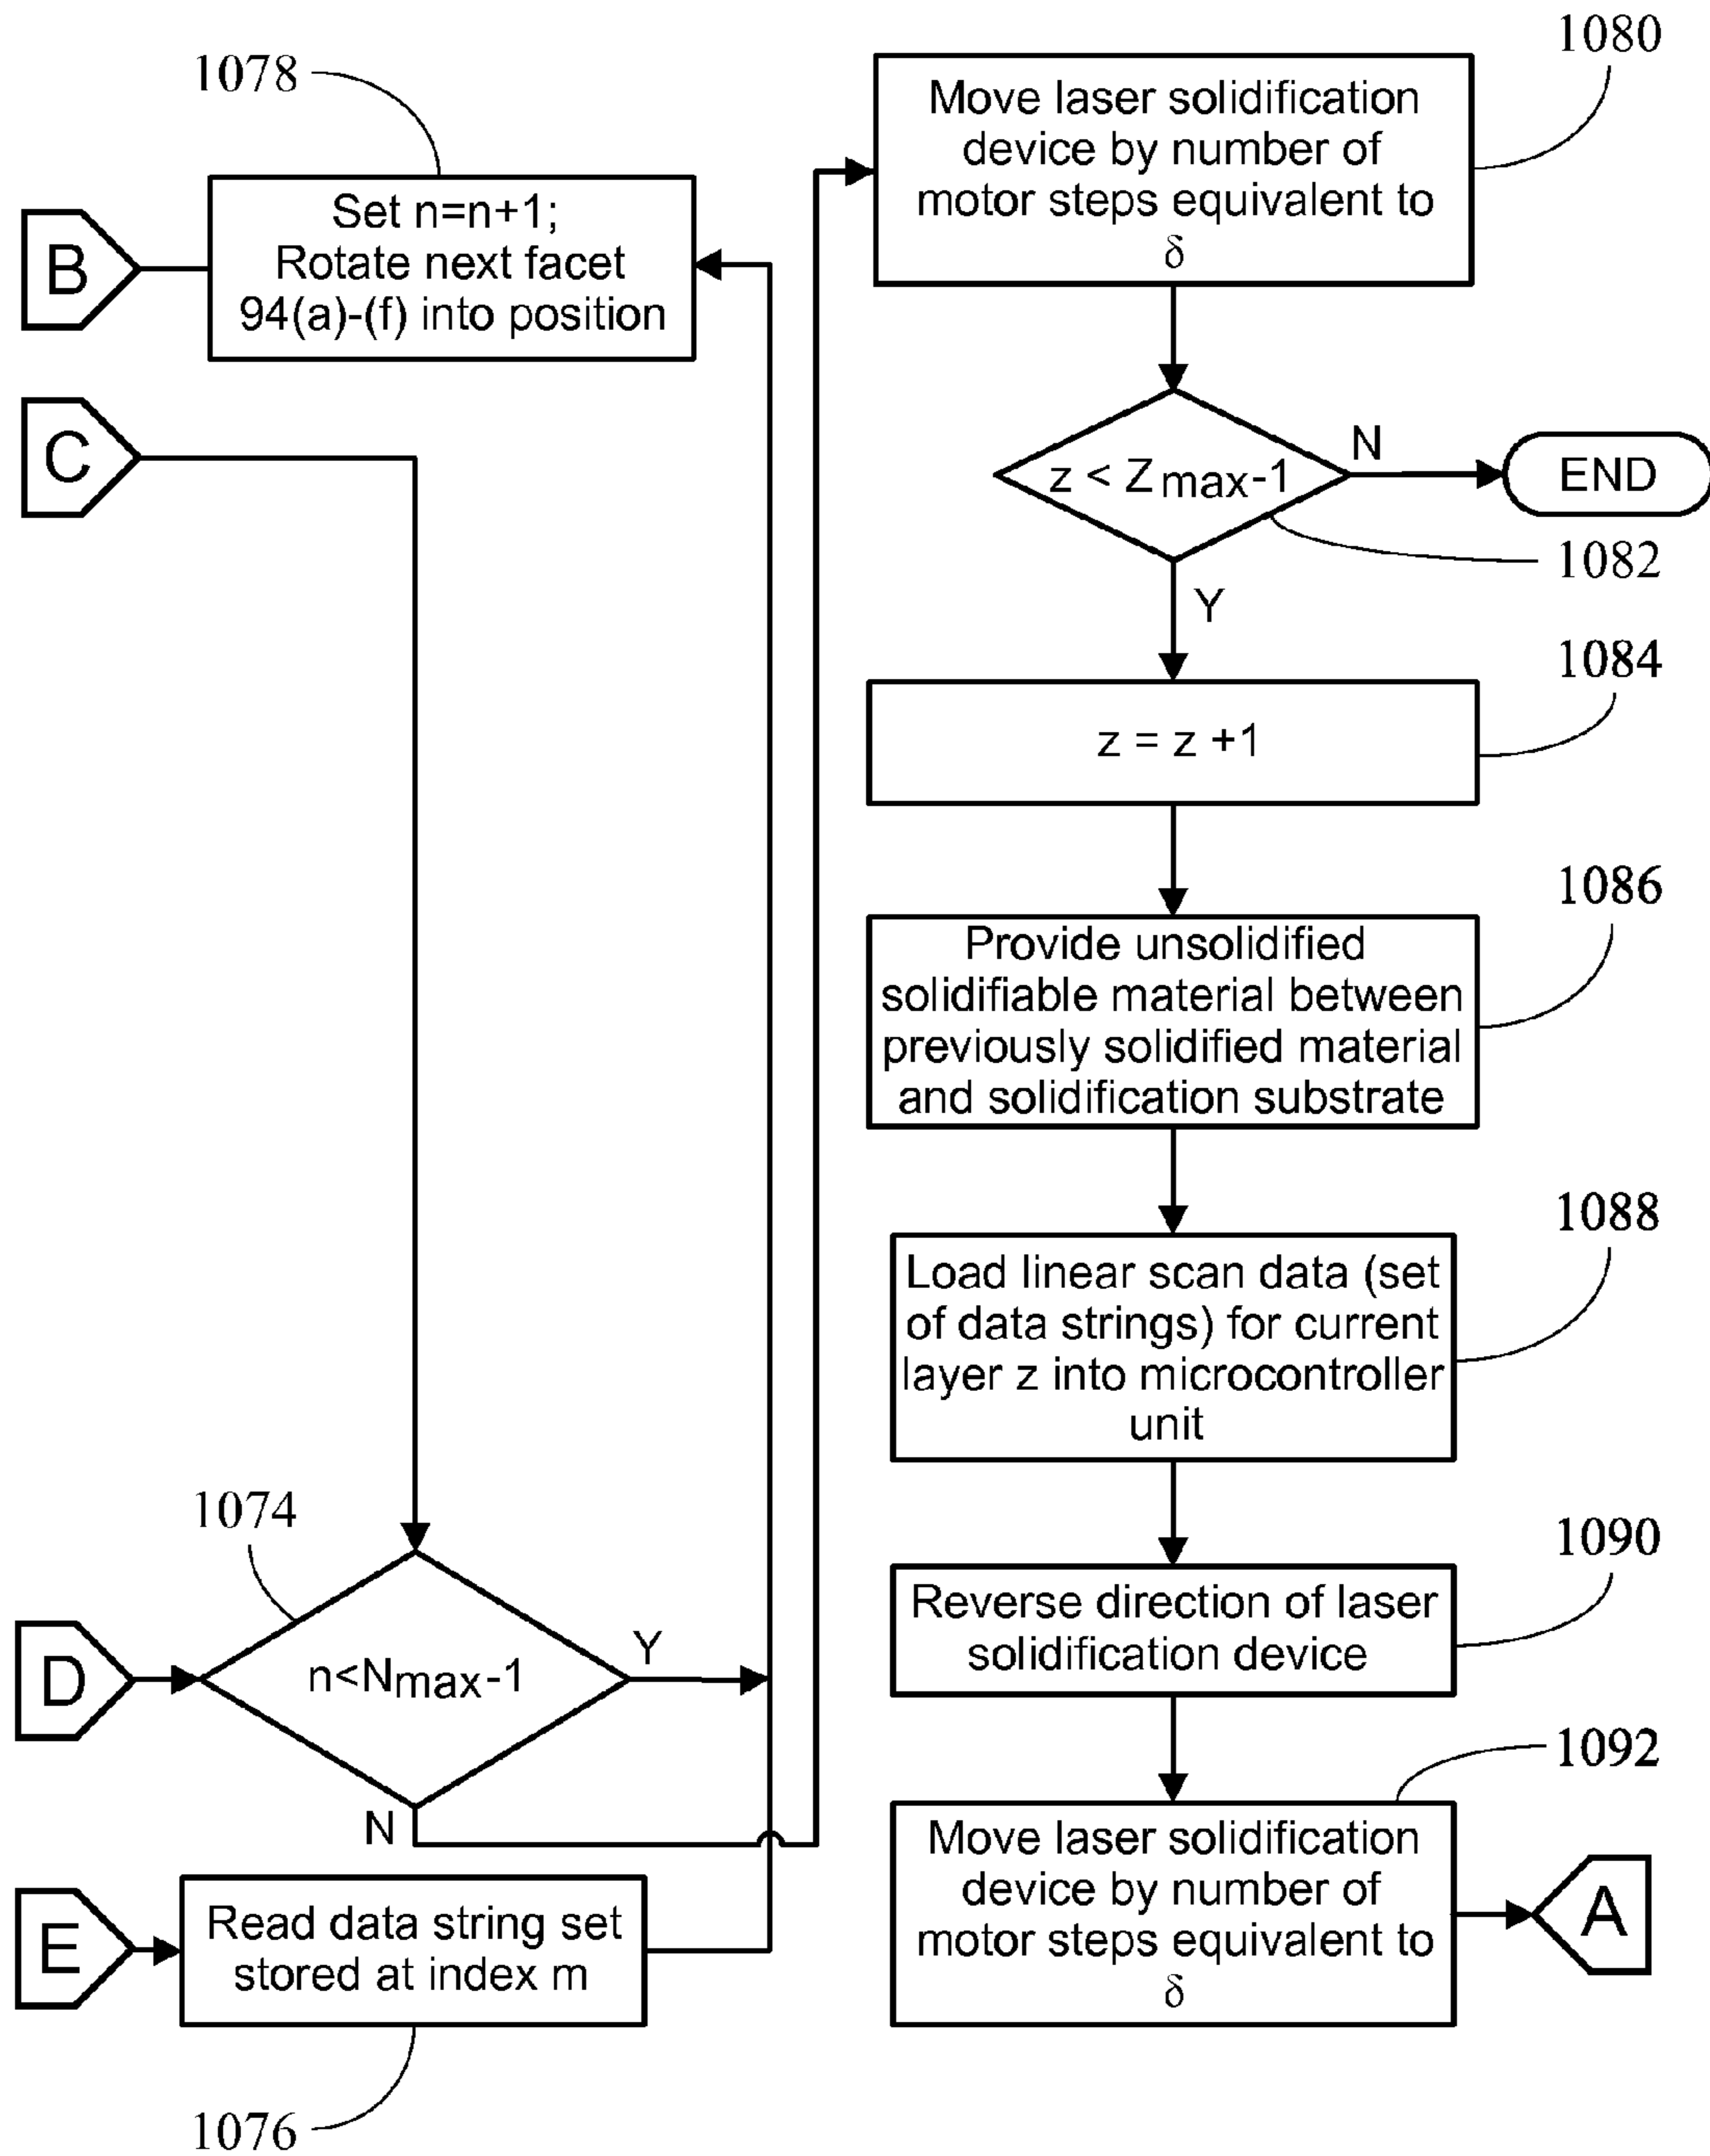 1078
B
Set n=n+1;
Rotate next facet
94(a)-(f) into position
C
1074
D
n<Nmax-1
Y
N
E
Read data string set
stored at index m
1076
1080
Move laser solidification
device by number of
motor steps equivalent to
δ
z < Zmax-1
N
END
1082
Y
1084
z = z +1
1086
Provide unsolidified
solidifiable material between
previously solidified material
and solidification substrate
1088
Load linear scan data (set
of data strings) for current
layer z into microcontroller
unit
1090
Reverse direction of laser
solidification device
1092
Move laser solidification
device by number of
motor steps equivalent to
δ
A